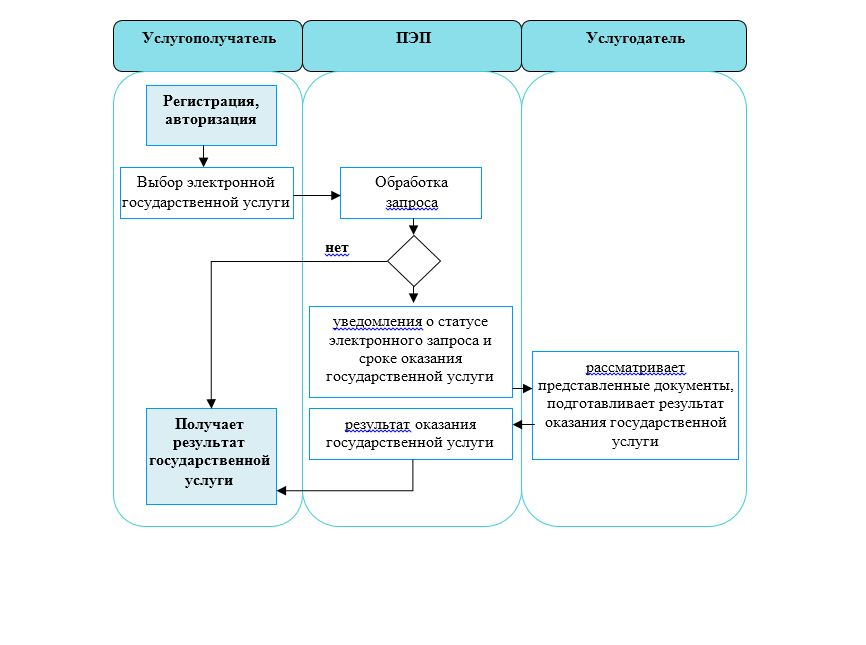 Услугополучатель
ПЭП
Услугодатель
Регистрация,
авторизация
Выбор электронной
государственной услуги
Обработка
запроса
нет
уведомления о статусе
электронного запроса и
сроке оказания
государственной услуги
рассматривает
представленные документы,
подготавливает результат
оказания государственной
услуги
результат оказания
государственной услуги
Получает
результат
государственной
услуги